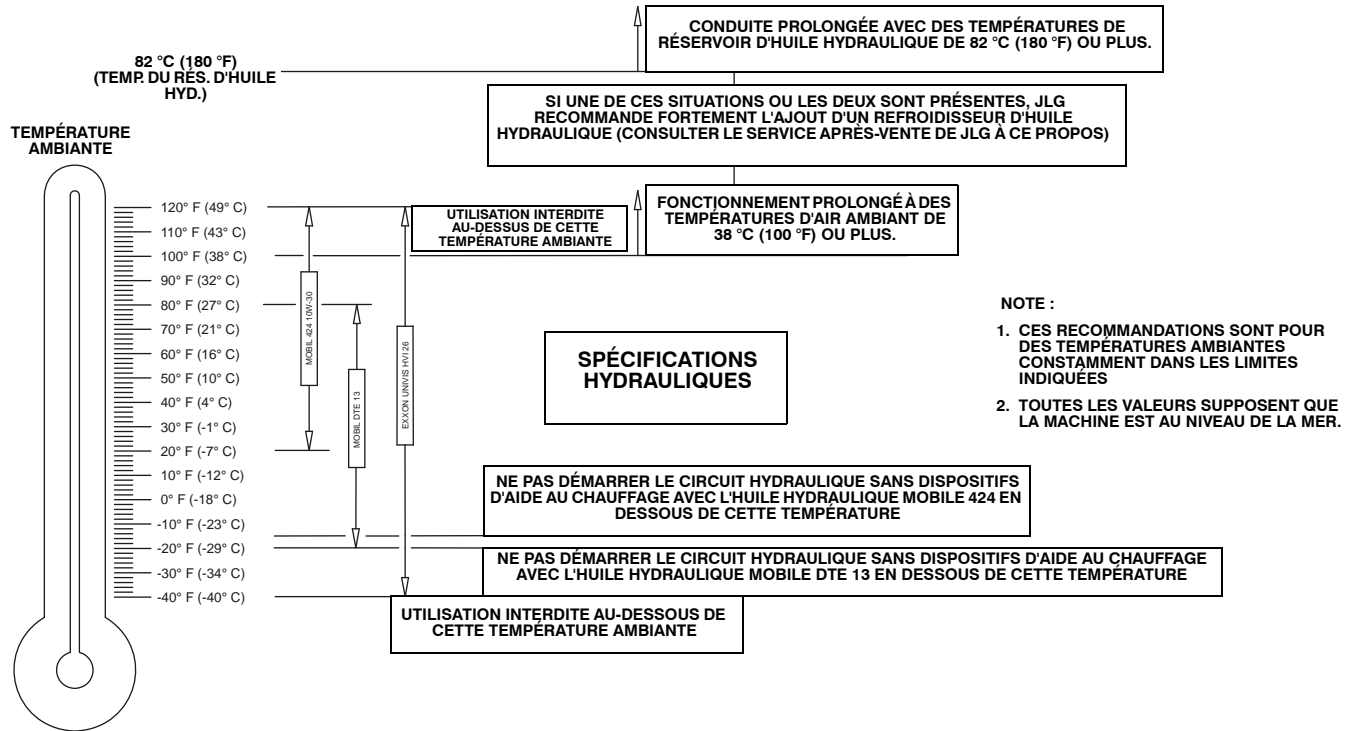 CONDUITE PROLONGÉE AVEC DES TEMPÉRATURES DE
RÉSERVOIR D'HUILE HYDRAULIQUE DE 82 °C (180 °F) OU PLUS.
82 °C (180 °F)
(TEMP. DU RÉS. D'HUILE
HYD.)
SI UNE DE CES SITUATIONS OU LES DEUX SONT PRÉSENTES, JLG
RECOMMANDE FORTEMENT L'AJOUT D'UN REFROIDISSEUR D'HUILE
HYDRAULIQUE (CONSULTER LE SERVICE APRÈS-VENTE DE JLG À CE PROPOS)
TEMPÉRATURE
AMBIANTE
FONCTIONNEMENT PROLONGÉ À DES
TEMPÉRATURES D'AIR AMBIANT DE
38 °C (100 °F) OU PLUS.
UTILISATION INTERDITE
AU-DESSUS DE CETTE
TEMPÉRATURE AMBIANTE
120° F (49° C)
110° F (43° C)
100° F (38° C)
90° F (32° C)
80° F (27° C)
70° F (21° C)
60° F (16° C)
50° F (10° C)
40° F (4° C)
30° F (-1° C)
20° F (-7° C)
10° F (-12° C)
0° F (-18° C)
-10° F (-23° C)
-20° F (-29° C)
-30° F (-34° C)
-40° F (-40° C)
MOBIL 424 10W-30
MOBIL DTE 13
EXXON UNIVIS HVI 26
SPÉCIFICATIONS
HYDRAULIQUES
NOTE :
1. CES RECOMMANDATIONS SONT POUR
DES TEMPÉRATURES AMBIANTES
CONSTAMMENT DANS LES LIMITES
INDIQUÉES
2. TOUTES LES VALEURS SUPPOSENT QUE
LA MACHINE EST AU NIVEAU DE LA MER.
NE PAS DÉMARRER LE CIRCUIT HYDRAULIQUE SANS DISPOSITIFS
D'AIDE AU CHAUFFAGE AVEC L'HUILE HYDRAULIQUE MOBILE 424 EN
DESSOUS DE CETTE TEMPÉRATURE
NE PAS DÉMARRER LE CIRCUIT HYDRAULIQUE SANS DISPOSITIFS D'AIDE AU CHAUFFAGE
AVEC L'HUILE HYDRAULIQUE MOBILE DTE 13 EN DESSOUS DE CETTE TEMPÉRATURE
UTILISATION INTERDITE AU-DESSOUS DE
CETTE TEMPÉRATURE AMBIANTE